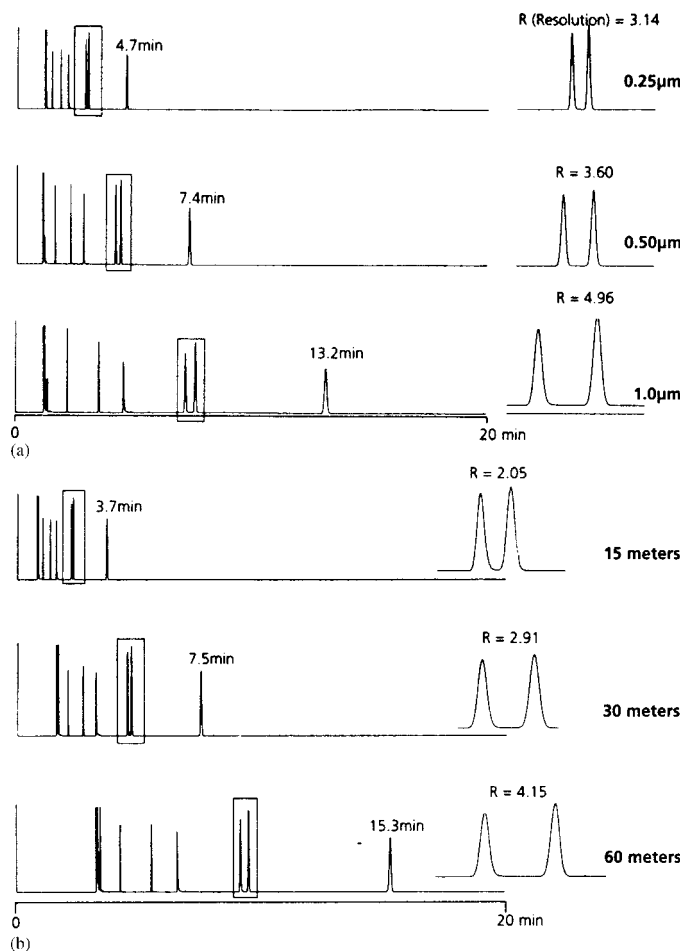 R (Resolution) = 3.14
4.7min
0.25µm
R = 3.60
7.4min
0.50µm
R = 4.96
13.2min
1.0µm
0
20 min
(a)
R = 2.05
3.7min
15 meters
R = 2.91
7.5min
30 meters
R = 4.15
15.3min
60 meters
0
20 min
(b)